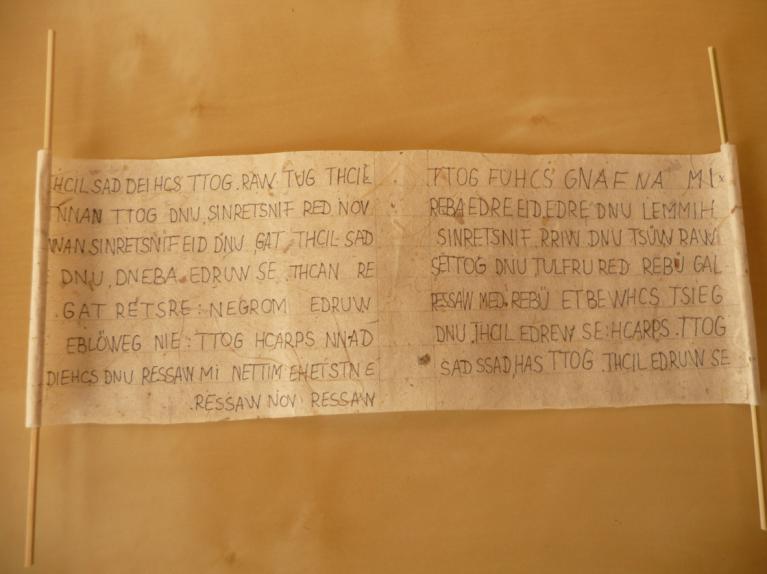 TTOG FUHCS GNAFNA MI
REBA EDRE EID.EDRE DNU LEMMIH
SINRETSNIF.RRIW DNU TSÜW RAW
SETTOG DNU TULFRU RED REBÜ GAL
RESSAW MED.REBÜ ETBEWHCS TSIEG
DNU ,THCIL EDREW SE:HCARPS .TTOG
SAD SSAD,HAS TTOG .THCIL EDRUW SE
HCIL SAD DEIHCS TTOG.RAW TUG THCIL
NNAN TTOG DNU.SINRETSNIF RED NOV
WAN SINRETSNIF EID DNU GAT THCIL SAD
DNU,DNEBA EDRUW SE .THCAN RE
.GAT RETSRE:NEGROM EDRUW
EBLÖWEG NIE:TTOG HCARPS NNAD
DIEHCS DNU RESSAW MI NETTIM EHETSTNE
.RESSAW NOV RESSAW